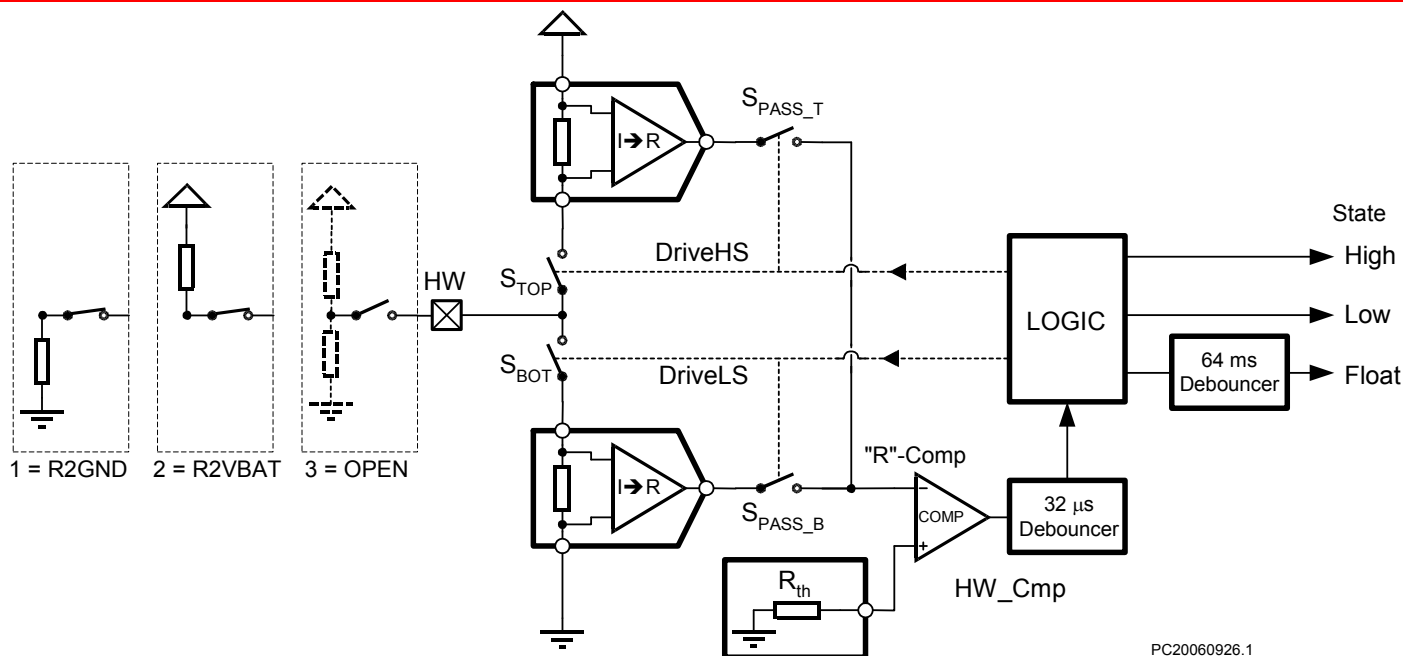 S_PASS_T
I➔R
State
DriveHS
High
S_TOP
HW
LOGIC
Low
S_BOT
DriveLS
64 ms
Debouncer
Float
1 = R2GND
2 = R2VBAT
3 = OPEN
"R"-Comp
I➔R
S_PASS_B
−
COMP
+
32 μs
Debouncer
R_th
HW_Cmp
PC20060926.1